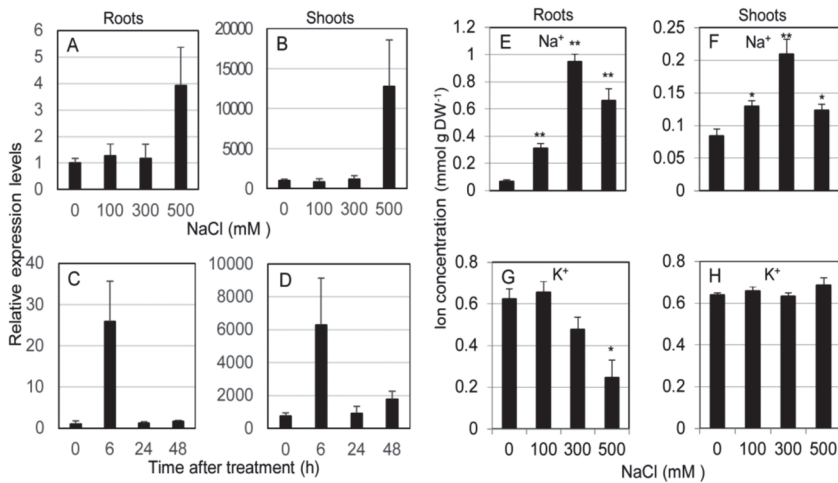 Roots
Shoots
Relative expression levels
A
6
5
4
3
2
1
0
0 100 300 500
B
20000
15000
10000
5000
0
0 100 300 500
NaCl (mM)
C
40
30
20
10
0
0 6 24 48
D
10000
8000
6000
4000
2000
0
0 6 24 48
Time after treatment (h)
Roots
Shoots
Ion concentration (mmol g DW⁻¹)
E Na⁺
1.2
1
0.8
0.6
0.4
0.2
0
** ** **
F Na⁺
0.25
0.2
0.15
0.1
0.05
0
* ** *
G K⁺
0.8
0.6
0.4
0.2
0
*
0 100 300 500
H K⁺
0.8
0.6
0.4
0.2
0
0 100 300 500
NaCl (mM )